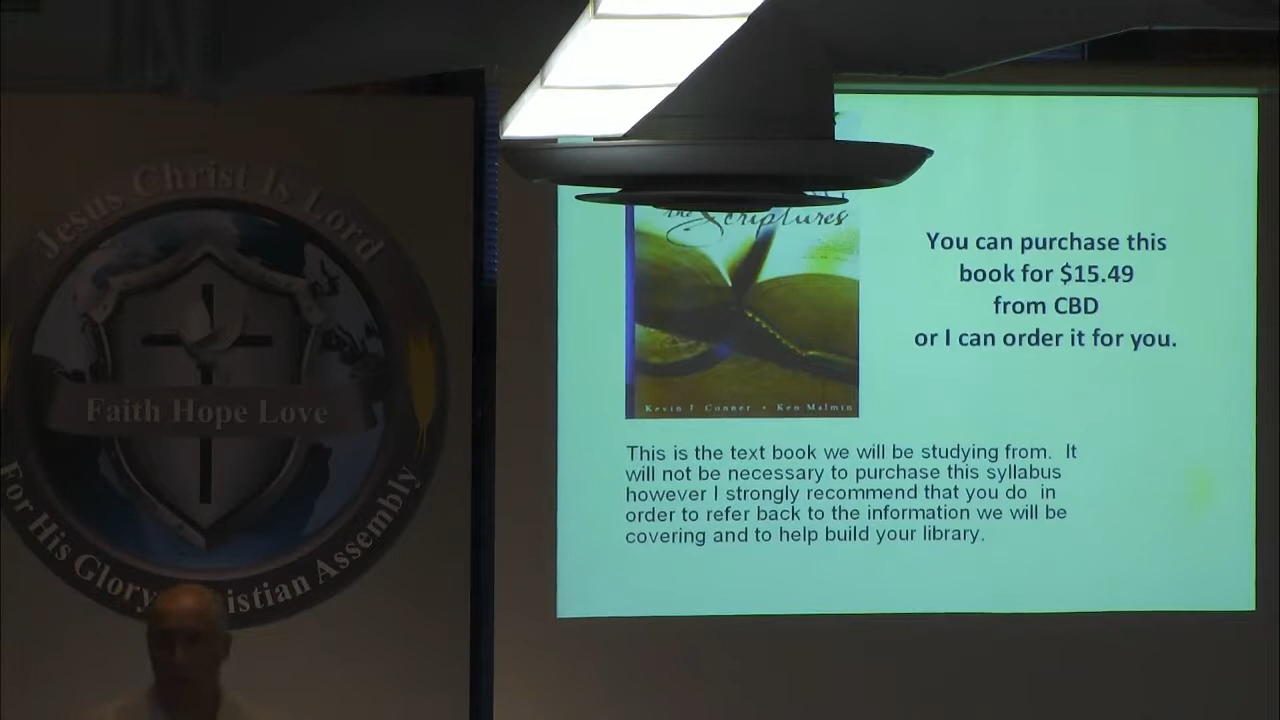 Jesus Christ Is Lord
Faith Hope Love
For His Glory istian Assembly
the Scriptures
Kevin J Conner • Ken Malmin
You can purchase this
book for $15.49
from CBD
or I can order it for you.
This is the text book we will be studying from. It
will not be necessary to purchase this syllabus
however I strongly recommend that you do in
order to refer back to the information we will be
covering and to help build your library.